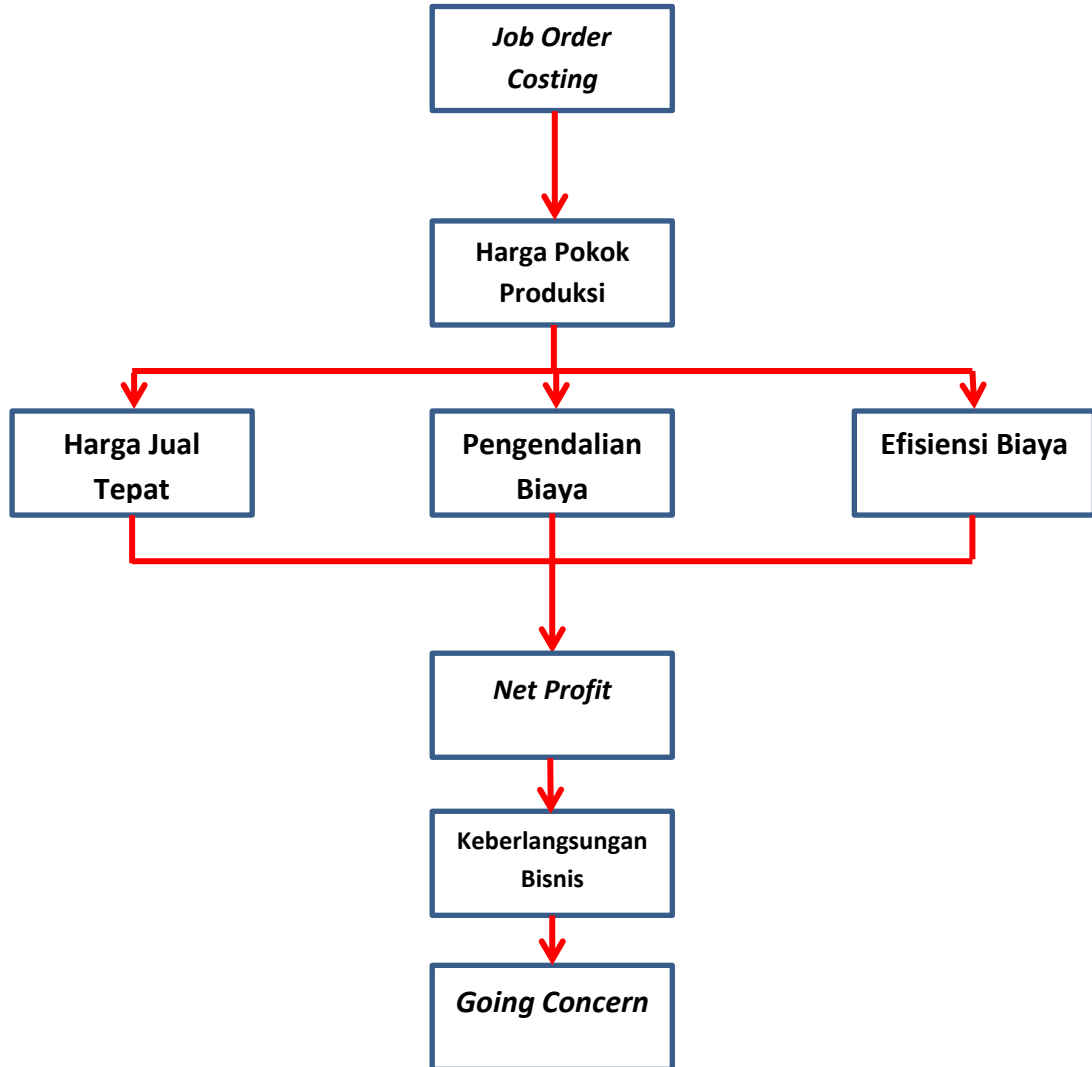 Job Order
Costing
Harga Pokok
Produksi
Harga Jual
Tepat
Pengendalian
Biaya
Efisiensi Biaya
Net Profit
Keberlangsungan
Bisnis
Going Concern